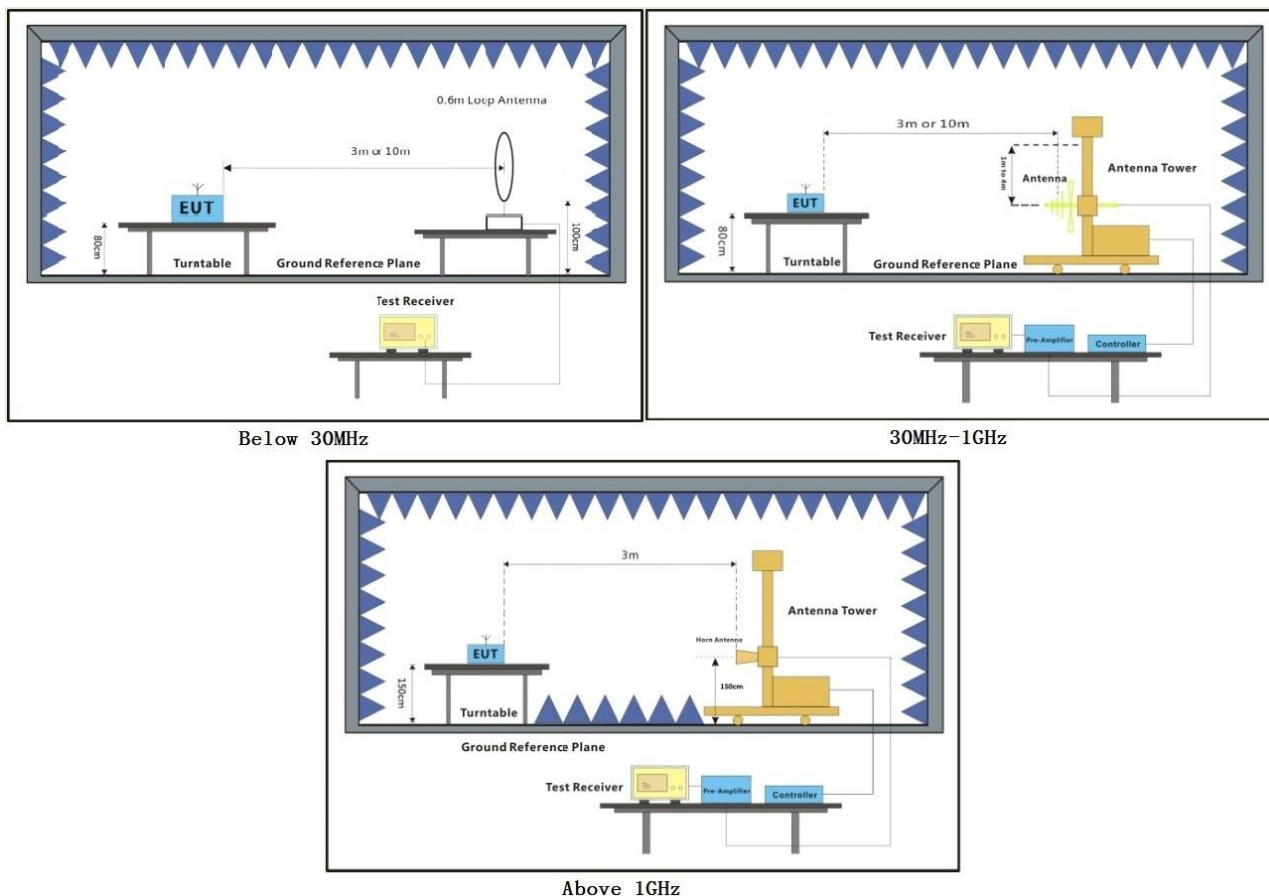 0.6m Loop Antenna
3m or 10m
EUT
80cm
100cm
Turntable
Ground Reference Plane
Test Receiver
Below 30MHz
3m or 10m
1m to 4m
Antenna
Antenna Tower
EUT
80cm
Turntable
Ground Reference Plane
Test Receiver
Pre-Amplifier
Controller
30MHz-1GHz
3m
Antenna Tower
Horn Antenna
EUT
150cm
150cm
Turntable
Ground Reference Plane
Test Receiver
Pre-Amplifier
Controller
Above 1GHz